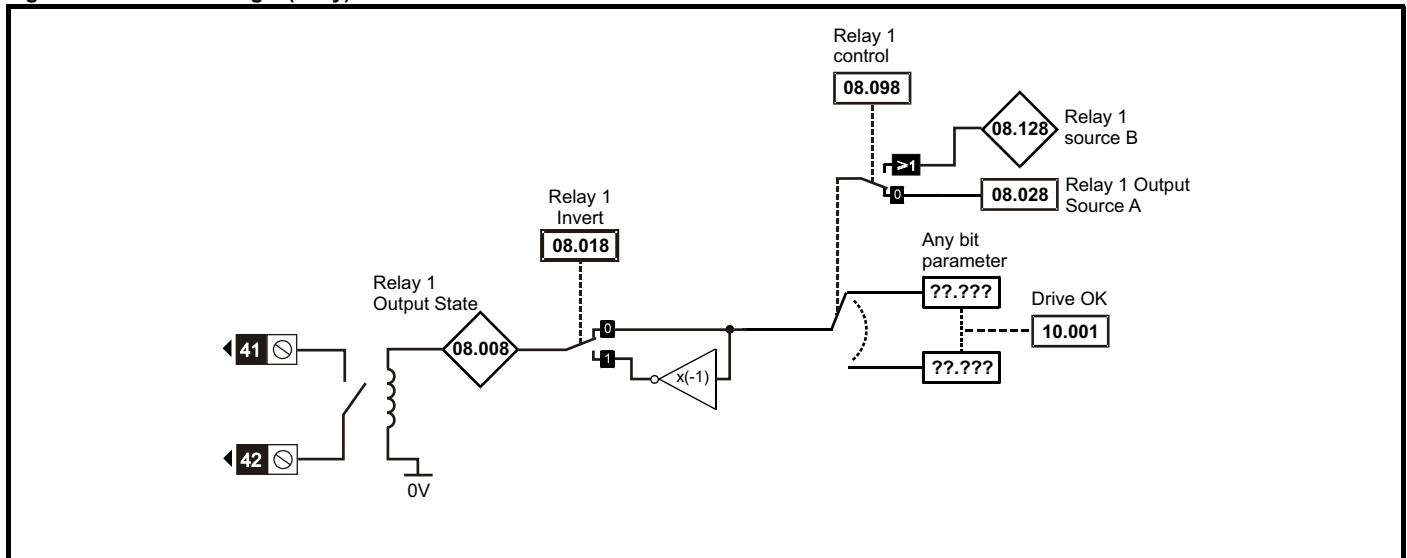 Relay 1
control
08.098
08.128
Relay 1
source B
>1
0
08.028
Relay 1 Output
Source A
Relay 1
Invert
08.018
Any bit
parameter
??.???
Drive OK
10.001
??.???
Relay 1
Output State
08.008
0
1
x(-1)
41
42
0V